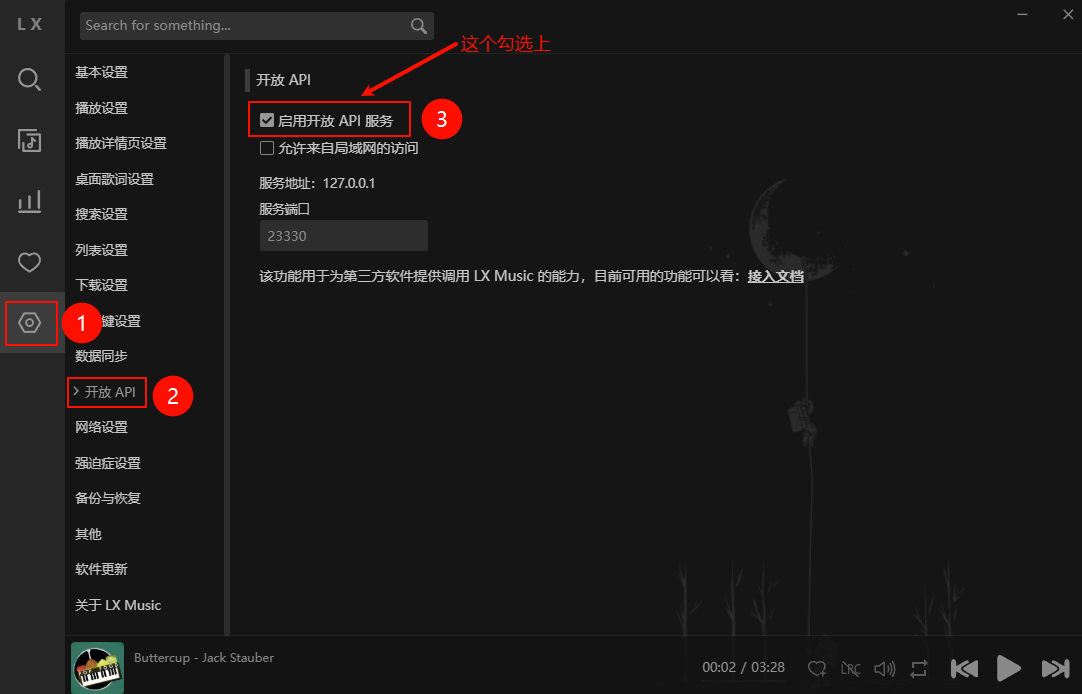 L X
Search for something...
这个勾选上
基本设置
播放设置
播放详情页设置
桌面歌词设置
搜索设置
列表设置
下载设置
1
键设置
数据同步
开放 API
2
网络设置
强迫症设置
备份与恢复
其他
软件更新
关于 LX Music
开放 API
启用开放 API 服务
3
允许来自局域网的访问
服务地址：127.0.0.1
服务端口
23330
该功能用于为第三方软件提供调用 LX Music 的能力，目前可用的功能可以看：接入文档
Buttercup - Jack Stauber
00:02 / 03:28
LRC